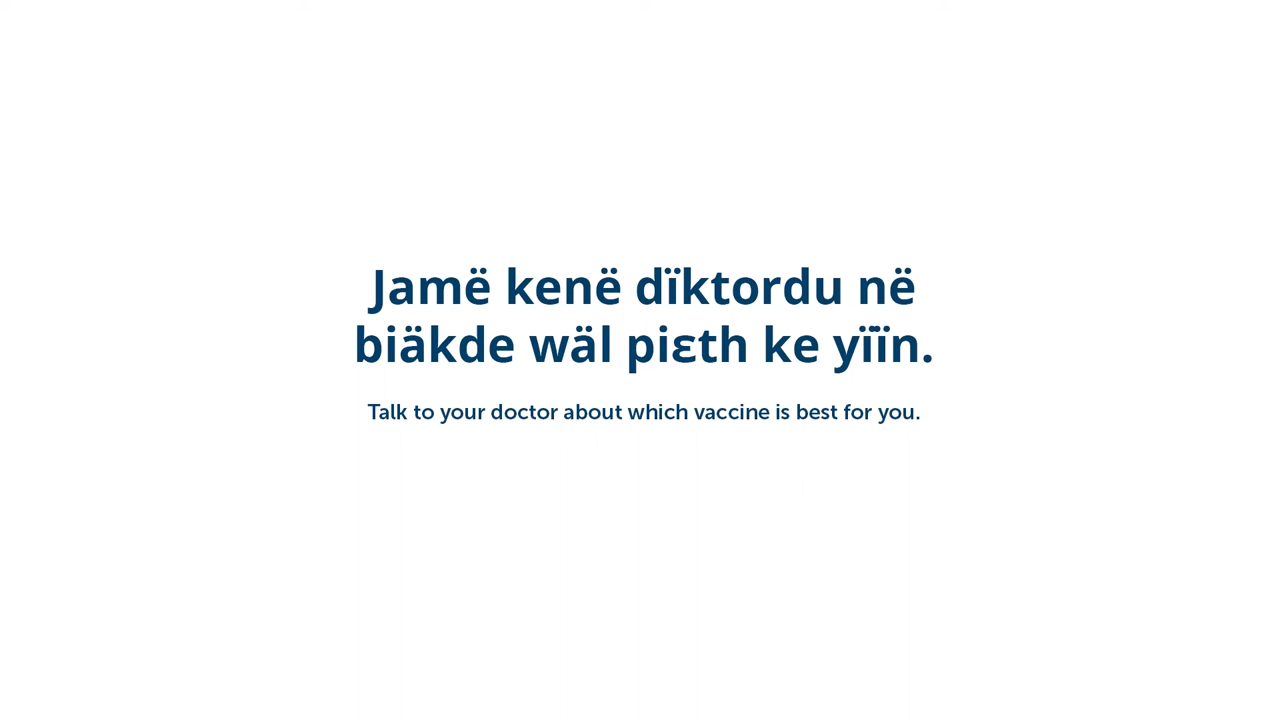 Jamë kenë dïktordu në
biäkde wäl piɛth ke yïïn.
Talk to your doctor about which vaccine is best for you.